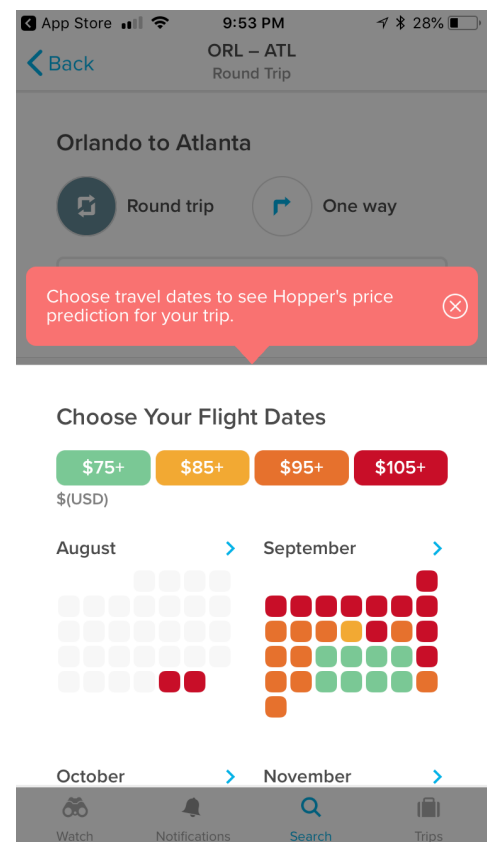 App Store 9:53 PM 28%
Back ORL – ATL
Round Trip
Orlando to Atlanta
Round trip One way
Choose travel dates to see Hopper's price
prediction for your trip.
Choose Your Flight Dates
$75+ $85+ $95+ $105+
$(USD)
August September
October November
Watch Notifications Search Trips